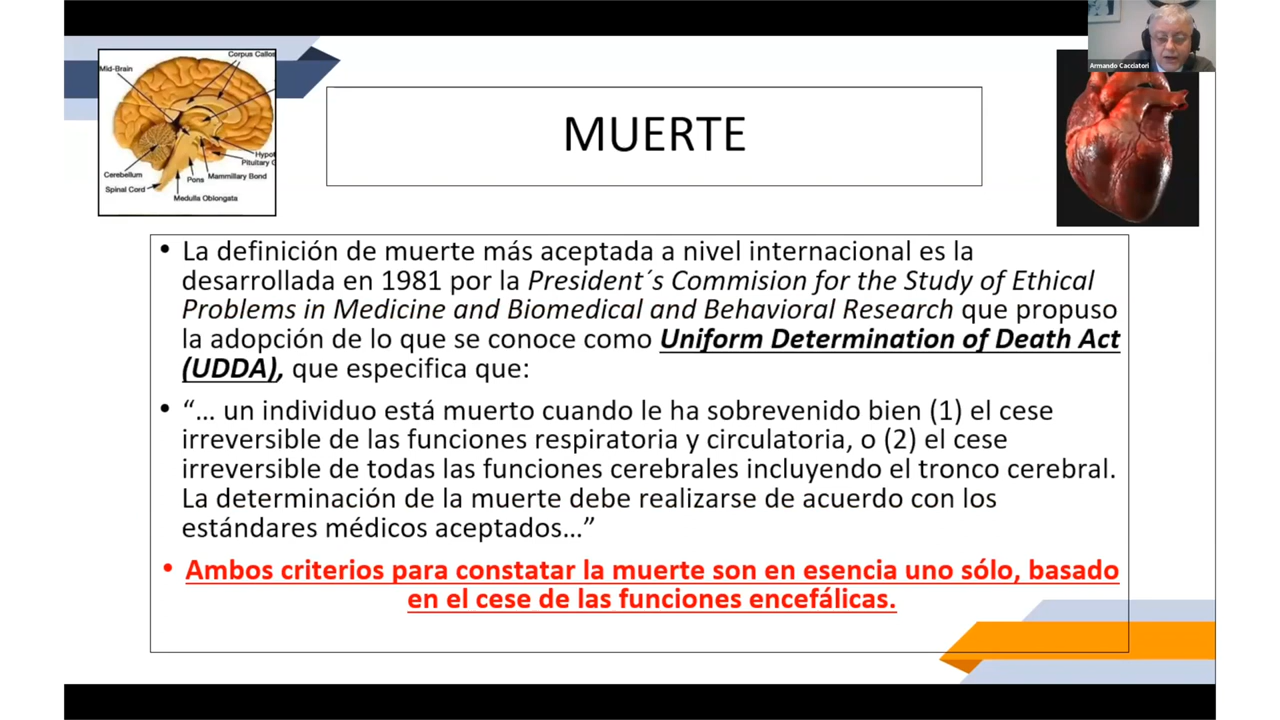 Armando Cacciatori
Corpus Callos
Mid-Brain
Hypot
Pituitary G
Cerebellum
Pons Mammillary Bond
Spinal Cord
Medulla Oblongata
MUERTE
• La definición de muerte más aceptada a nivel internacional es la
desarrollada en 1981 por la President´s Commision for the Study of Ethical
Problems in Medicine and Biomedical and Behavioral Research que propuso
la adopción de lo que se conoce como Uniform Determination of Death Act
(UDDA), que especifica que:
• “… un individuo está muerto cuando le ha sobrevenido bien (1) el cese
irreversible de las funciones respiratoria y circulatoria, o (2) el cese
irreversible de todas las funciones cerebrales incluyendo el tronco cerebral.
La determinación de la muerte debe realizarse de acuerdo con los
estándares médicos aceptados…”
• Ambos criterios para constatar la muerte son en esencia uno sólo, basado
en el cese de las funciones encefálicas.